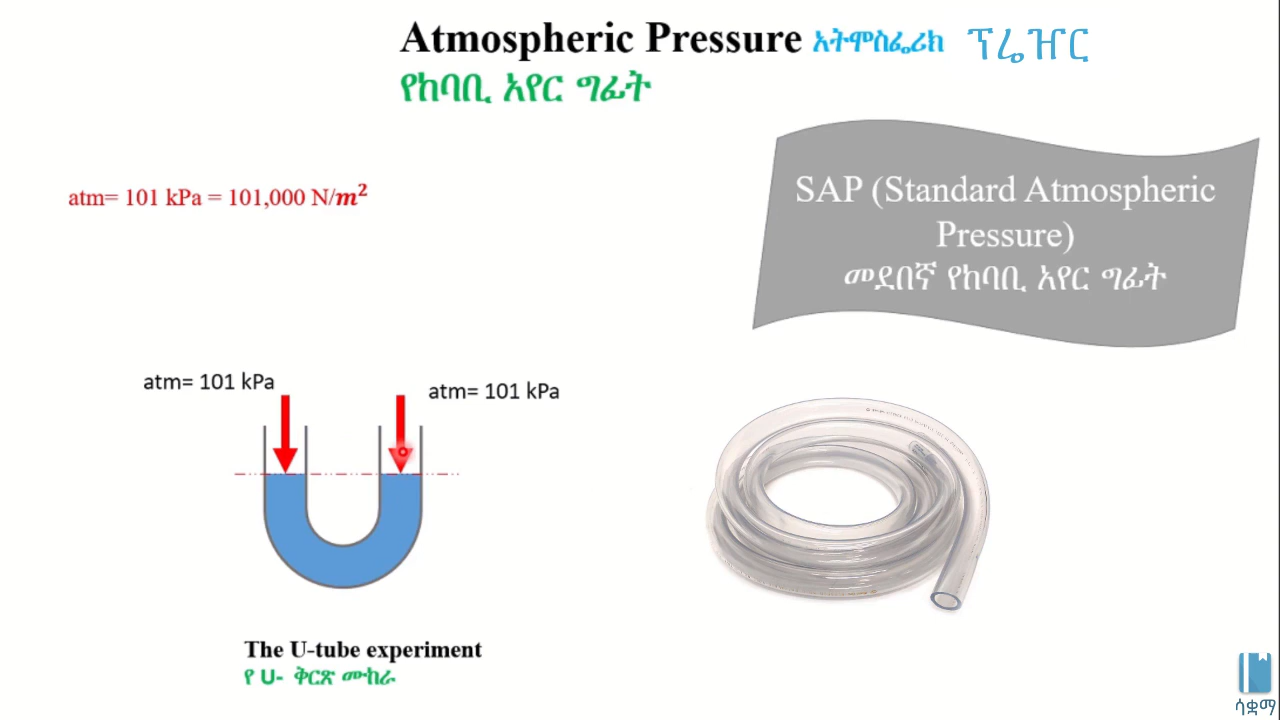 Atmospheric Pressure አትሞስፌሪክ ፕሬዠር
የከባቢ አየር ግፊት
atm= 101 kPa = 101,000 N/m²
SAP (Standard Atmospheric
Pressure)
መደበኛ የከባቢ አየር ግፊት
atm= 101 kPa
atm= 101 kPa
The U-tube experiment
የ U- ቅርጽ ሙከራ
ሳቋማ